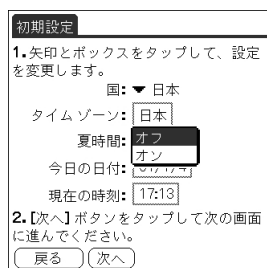 初期設定
1.矢印とボックスをタップして、設定
を変更します。
国: 日本
タイム ゾーン: 日本
夏時間: オフ
オン
今日の日付:
現在の時刻: 17:13
2.[次へ] ボタンをタップして次の画面
に進んでください。
戻る 次へ